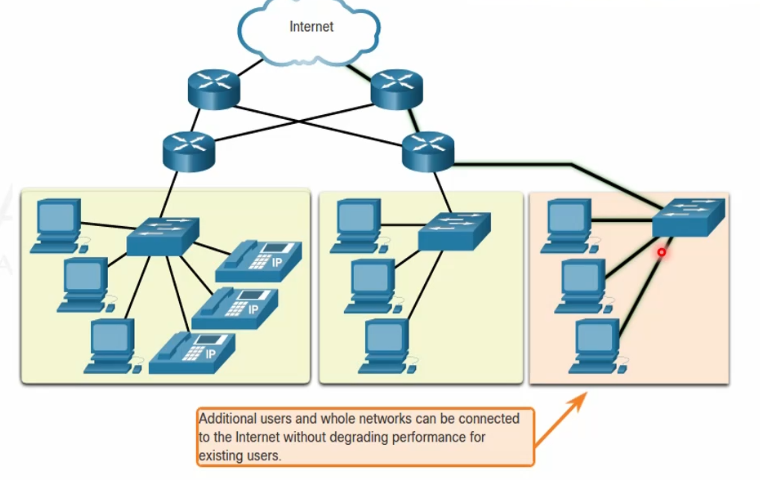 Internet
IP
IP
IP
Additional users and whole networks can be connected
to the Internet without degrading performance for
existing users.